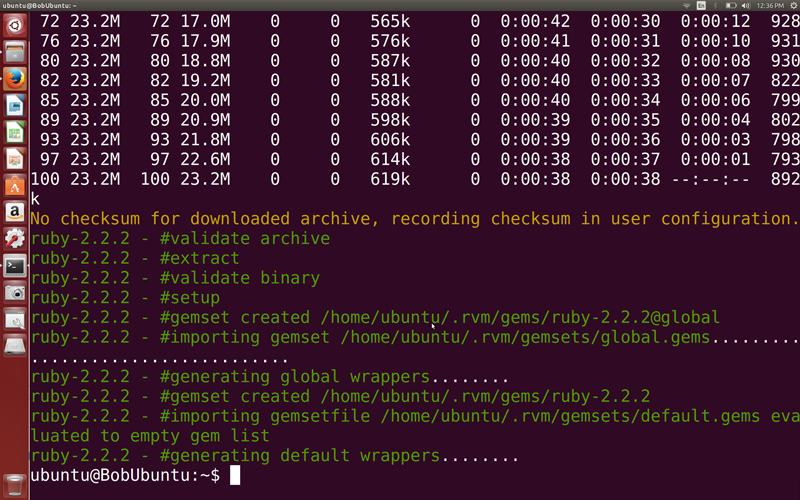 ubuntu@BobUbuntu: ~
En
12:36 PM
72 23.2M 72 17.0M 0 0 565k 0 0:00:42 0:00:30 0:00:12 928
76 23.2M 76 17.9M 0 0 576k 0 0:00:41 0:00:31 0:00:10 931
80 23.2M 80 18.8M 0 0 587k 0 0:00:40 0:00:32 0:00:08 930
82 23.2M 82 19.2M 0 0 581k 0 0:00:40 0:00:33 0:00:07 822
85 23.2M 85 20.0M 0 0 588k 0 0:00:40 0:00:34 0:00:06 799
89 23.2M 89 20.9M 0 0 598k 0 0:00:39 0:00:35 0:00:04 802
93 23.2M 93 21.8M 0 0 606k 0 0:00:39 0:00:36 0:00:03 798
97 23.2M 97 22.6M 0 0 614k 0 0:00:38 0:00:37 0:00:01 793
100 23.2M 100 23.2M 0 0 619k 0 0:00:38 0:00:38 --:--:-- 892
k
No checksum for downloaded archive, recording checksum in user configuration.
ruby-2.2.2 - #validate archive
ruby-2.2.2 - #extract
ruby-2.2.2 - #validate binary
ruby-2.2.2 - #setup
ruby-2.2.2 - #gemset created /home/ubuntu/.rvm/gems/ruby-2.2.2@global
ruby-2.2.2 - #importing gemset /home/ubuntu/.rvm/gemsets/global.gems.........
..........................
ruby-2.2.2 - #generating global wrappers........
ruby-2.2.2 - #gemset created /home/ubuntu/.rvm/gems/ruby-2.2.2
ruby-2.2.2 - #importing gemsetfile /home/ubuntu/.rvm/gemsets/default.gems eva
luated to empty gem list
ruby-2.2.2 - #generating default wrappers........
ubuntu@BobUbuntu:~$